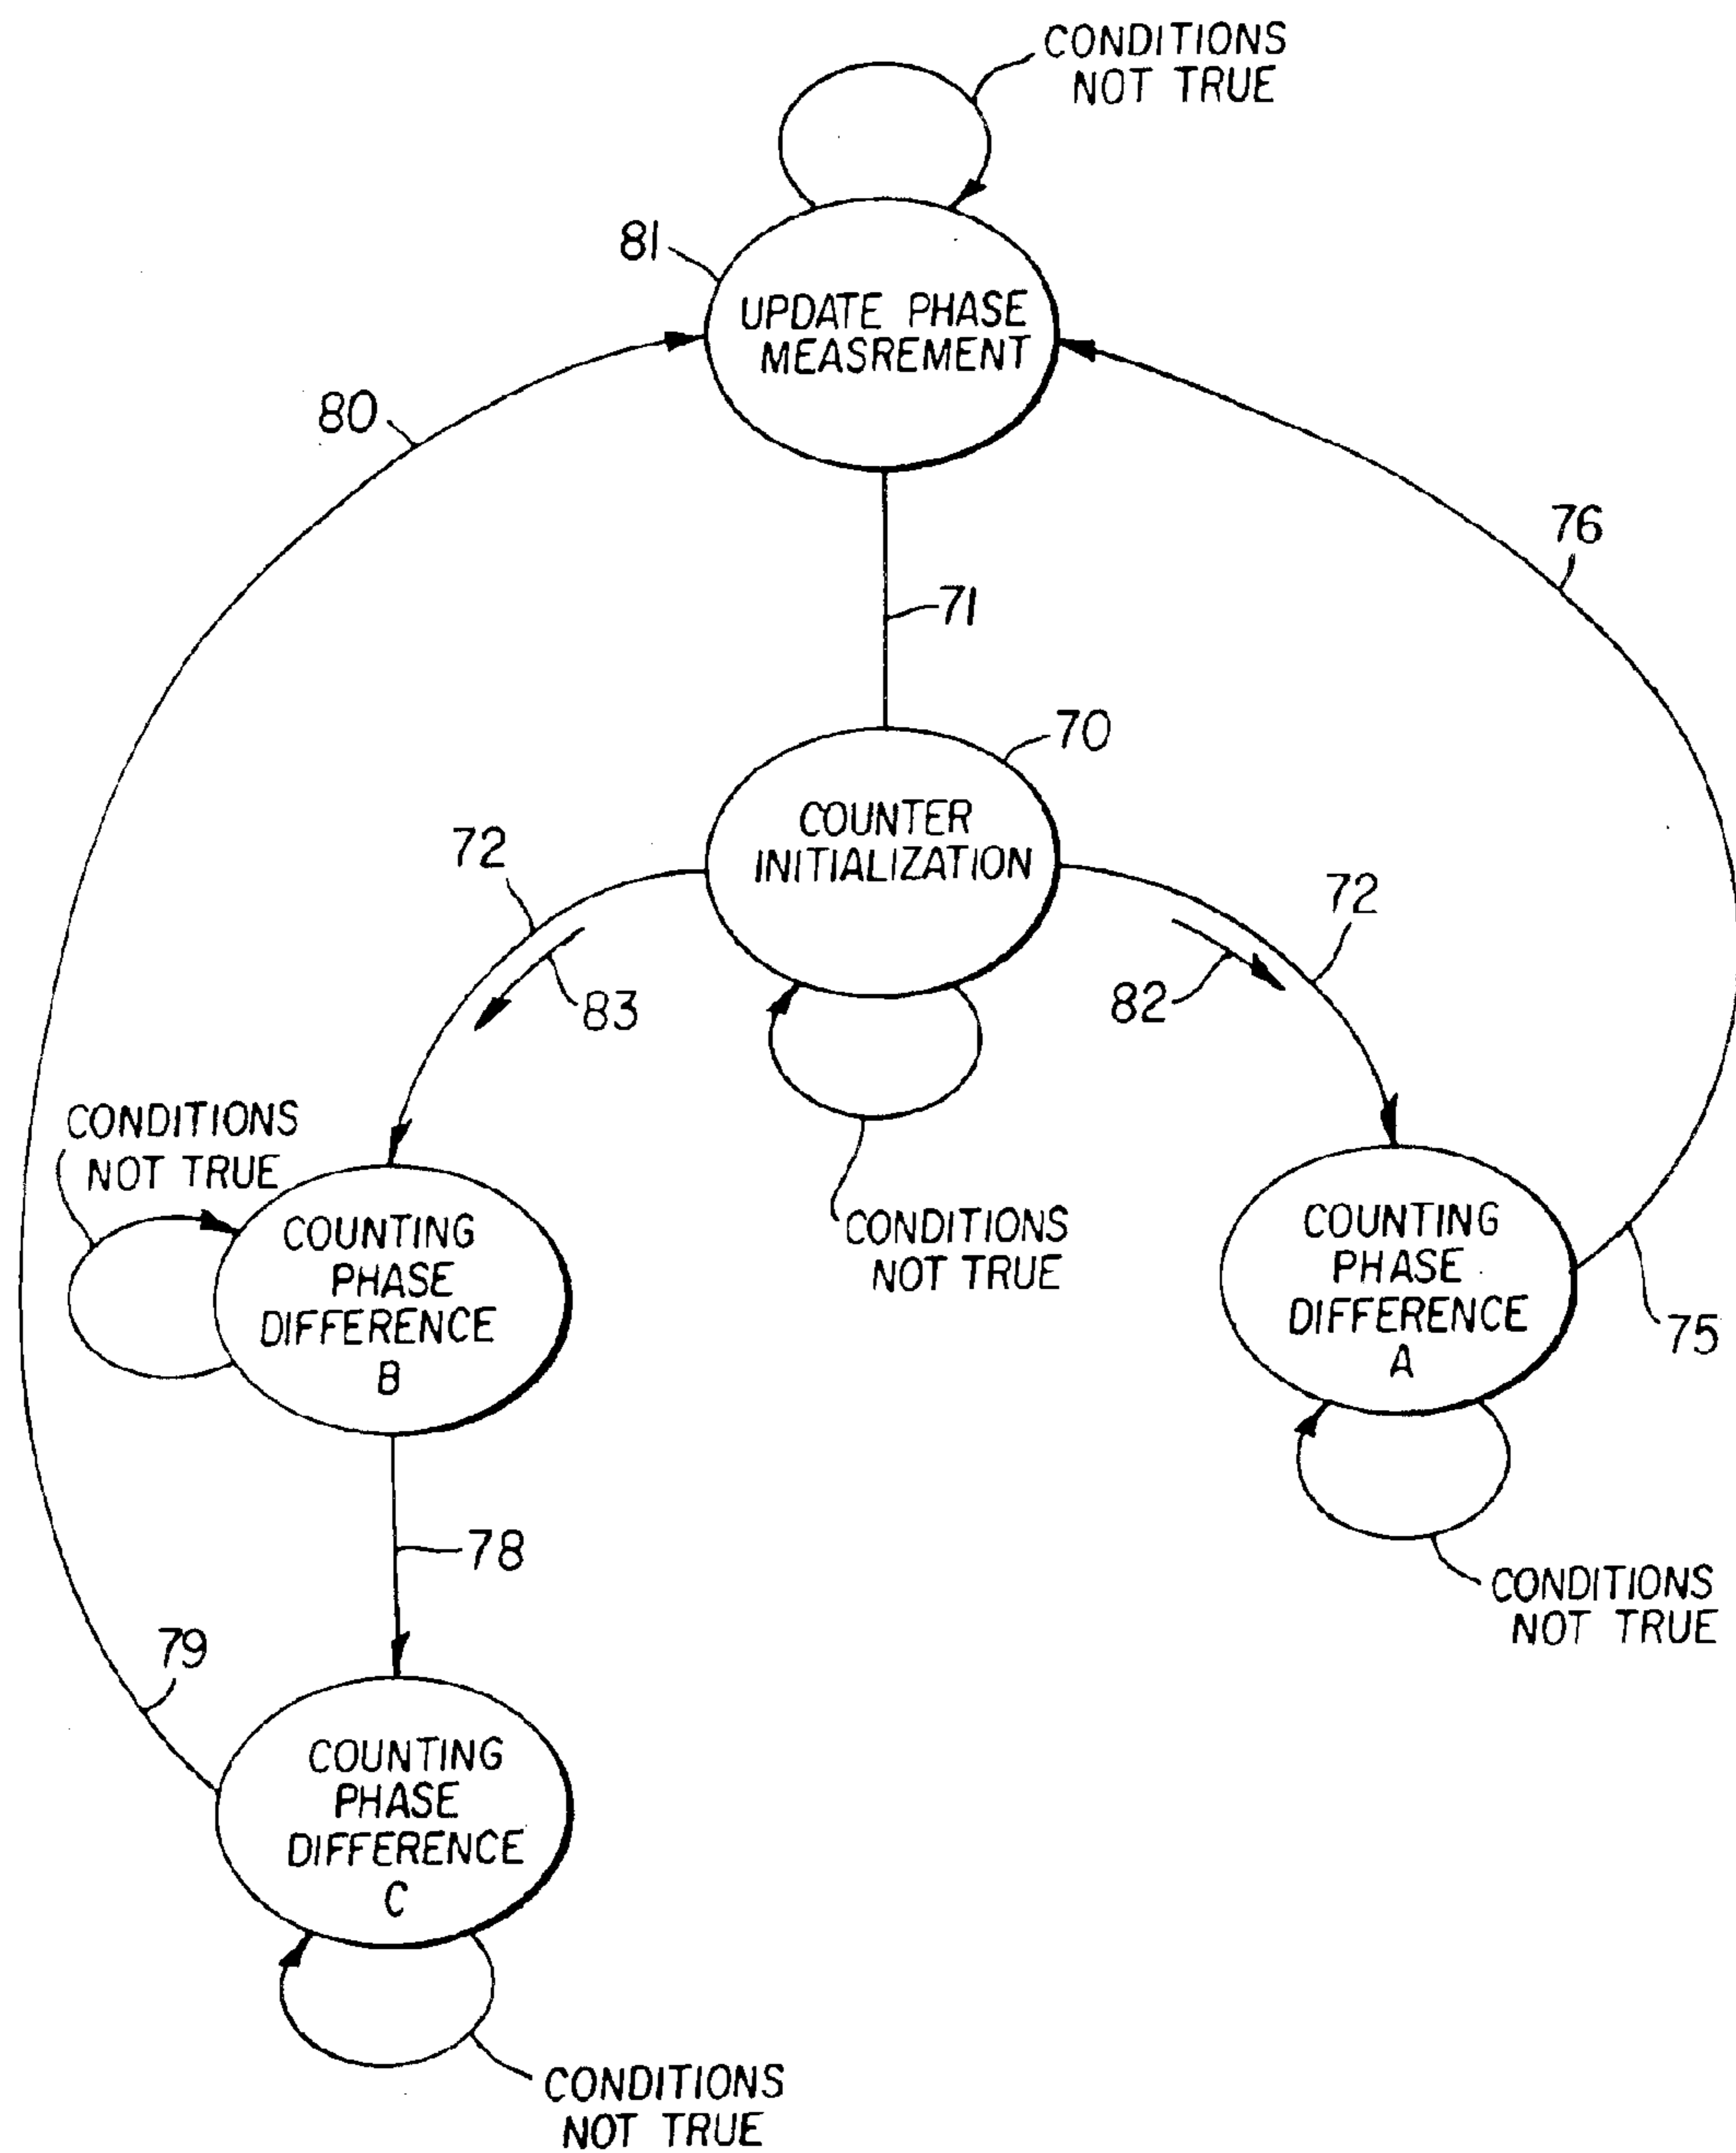 CONDITIONS
NOT TRUE
81
UPDATE PHASE
MEASREMENT
80
76
71
70
COUNTER
INITIALIZATION
72
72
83
82
CONDITIONS
NOT TRUE
COUNTING
PHASE
DIFFERENCE
B
CONDITIONS
NOT TRUE
COUNTING
PHASE
DIFFERENCE
A
75
78
CONDITIONS
NOT TRUE
79
COUNTING
PHASE
DIFFERENCE
C
CONDITIONS
NOT TRUE